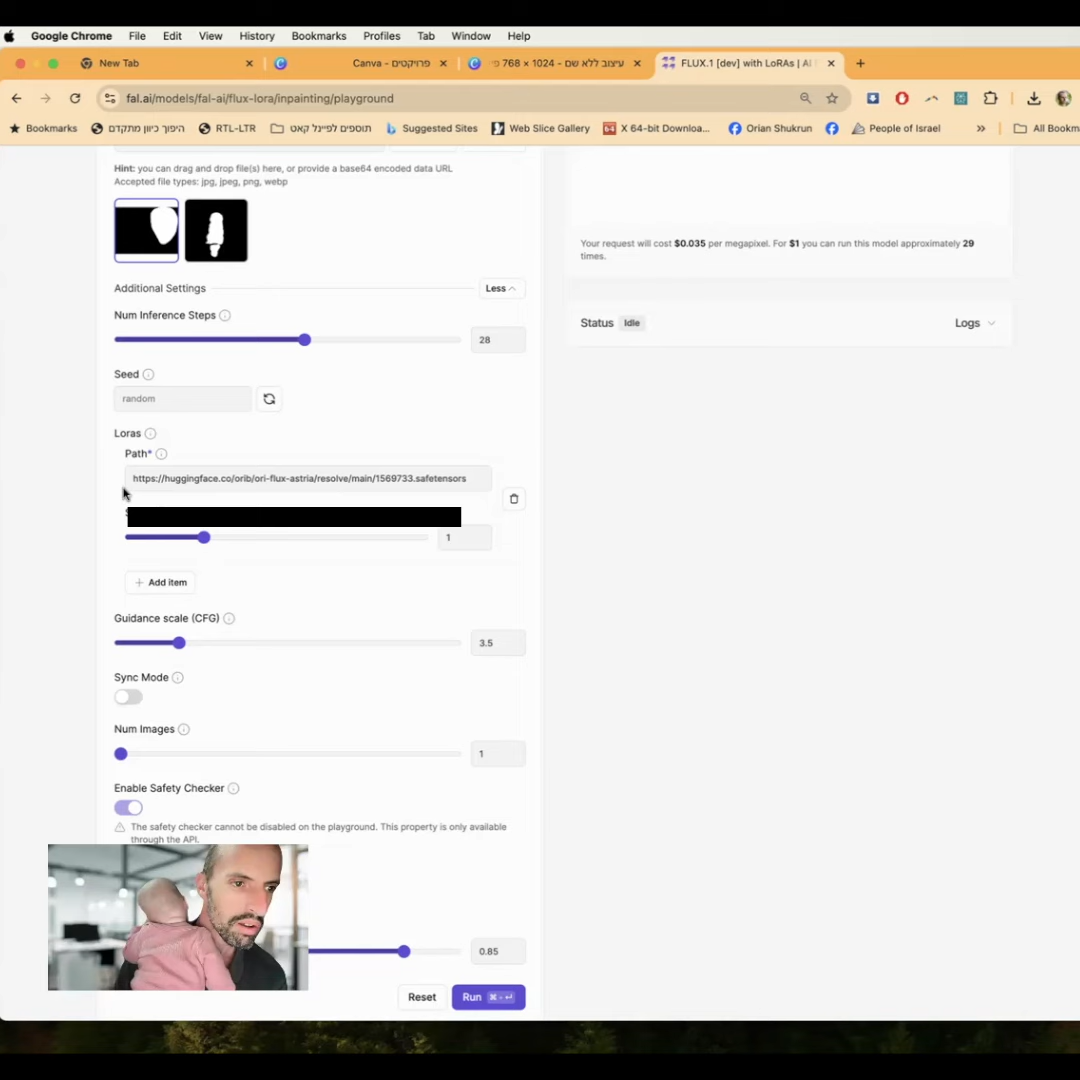 Google Chrome File Edit View History Bookmarks Profiles Tab Window Help
New Tab
Canva - פרויקטים
עיצוב ללא שם - 1024 × 768 פי
FLUX.1 [dev] with LoRAs | AI
fal.ai/models/fal-ai/flux-lora/inpainting/playground
Bookmarks היפוך כיוון מתקדם RTL-LTR תוספים לפיינל קאט Suggested Sites Web Slice Gallery X 64-bit Downloa... Orian Shukrun People of Israel » All Bookm
Hint: you can drag and drop file(s) here, or provide a base64 encoded data URL
Accepted file types: jpg, jpeg, png, webp
Additional Settings
Less
Num Inference Steps
28
Seed
random
Loras
Path*
https://huggingface.co/orib/ori-flux-astria/resolve/main/1569733.safetensors
1
+ Add item
Guidance scale (CFG)
3.5
Sync Mode
Num Images
1
Enable Safety Checker
The safety checker cannot be disabled on the playground. This property is only available
through the API.
0.85
Reset
Run ⌘ + ↵
Your request will cost $0.035 per megapixel. For $1 you can run this model approximately 29
times.
Status Idle
Logs